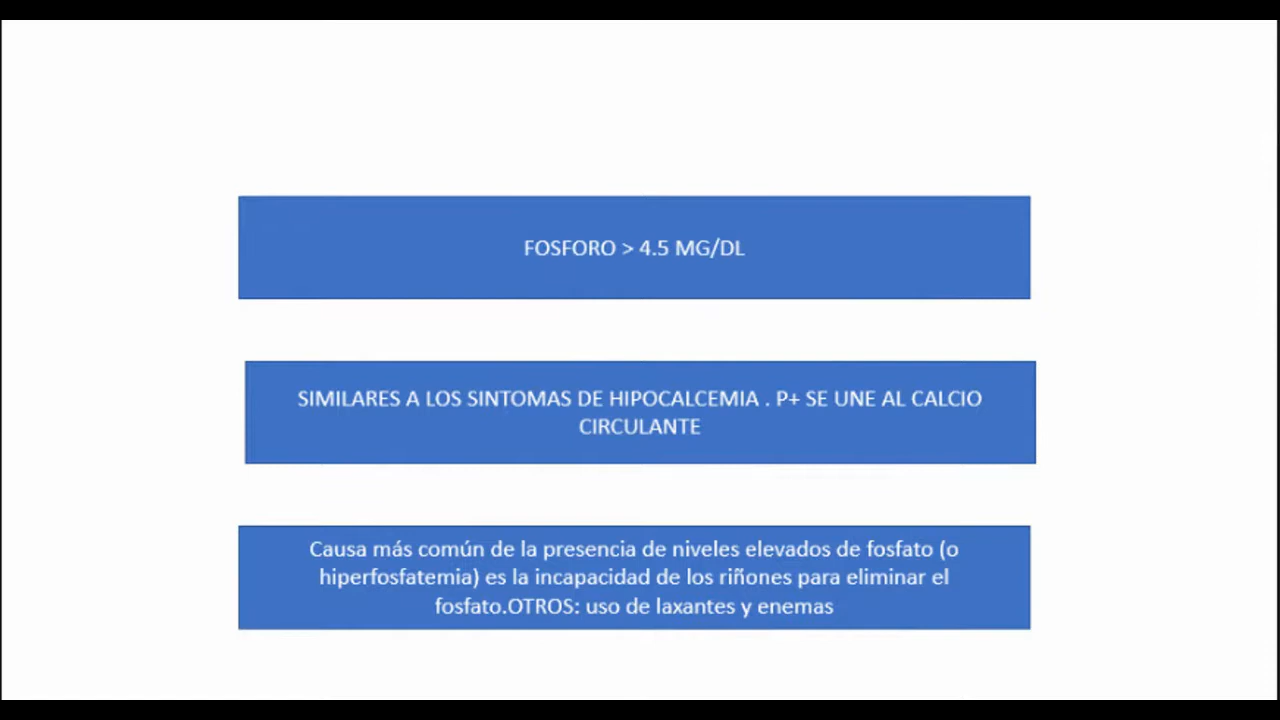 FOSFORO > 4.5 MG/DL
SIMILARES A LOS SINTOMAS DE HIPOCALCEMIA . P+ SE UNE AL CALCIO
CIRCULANTE
Causa más común de la presencia de niveles elevados de fosfato (o
hiperfosfatemia) es la incapacidad de los riñones para eliminar el
fosfato.OTROS: uso de laxantes y enemas